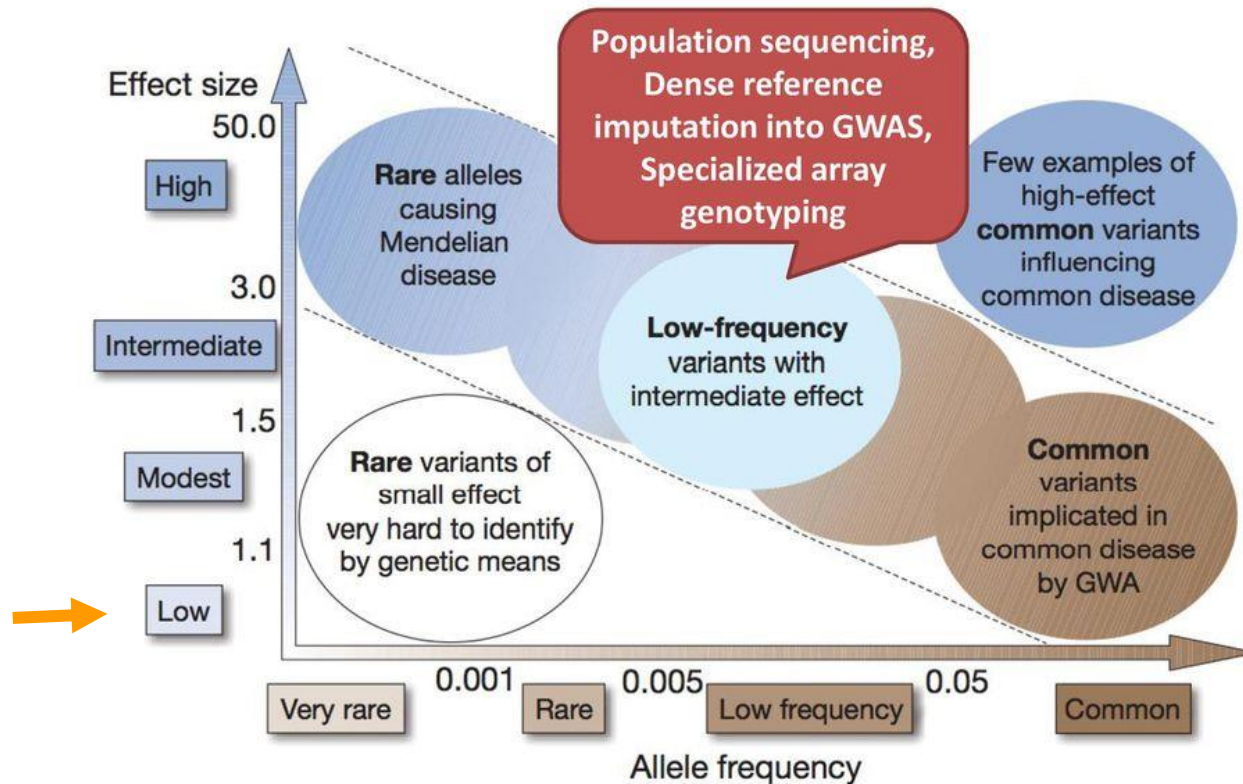 Population sequencing,
Dense reference
imputation into GWAS,
Specialized array
genotyping
Effect size
50.0
High
3.0
Intermediate
1.5
Modest
1.1
Low
Rare alleles
causing
Mendelian
disease
Few examples of
high-effect
common variants
influencing
common disease
Low-frequency
variants with
intermediate effect
Rare variants of
small effect
very hard to identify
by genetic means
Common
variants
implicated in
common disease
by GWA
0.001
0.005
0.05
Very rare
Rare
Low frequency
Common
Allele frequency